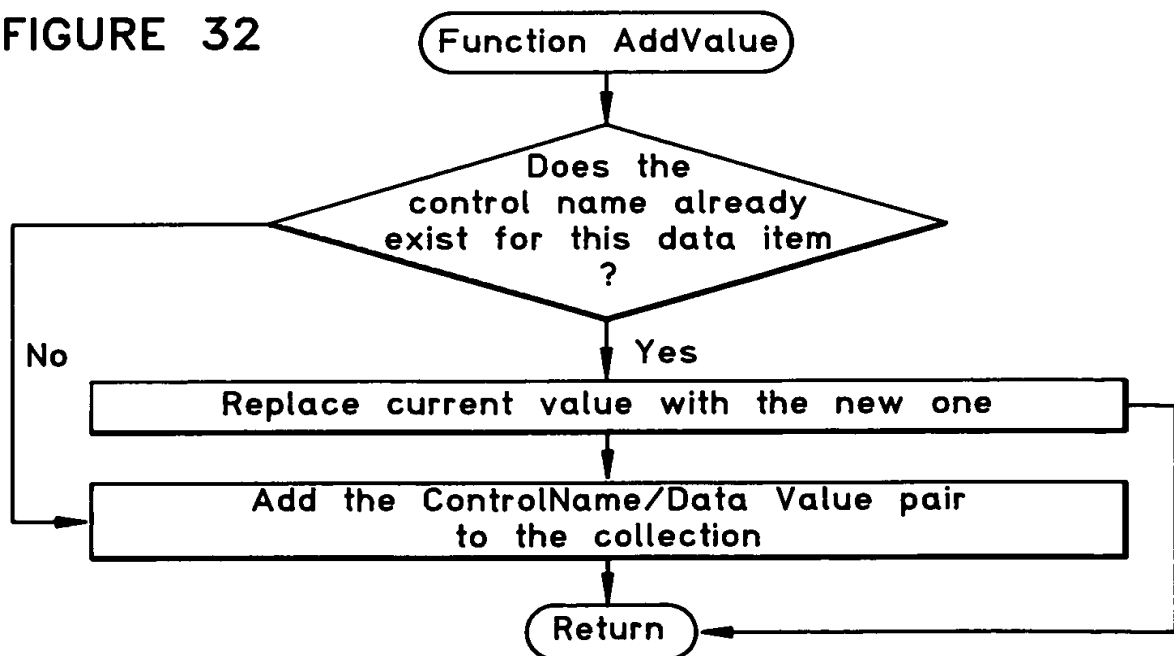 FIGURE 32
Function AddValue
Does the
control name already
exist for this data item
?
No
Yes
Replace current value with the new one
Add the ControlName/Data Value pair
to the collection
Return